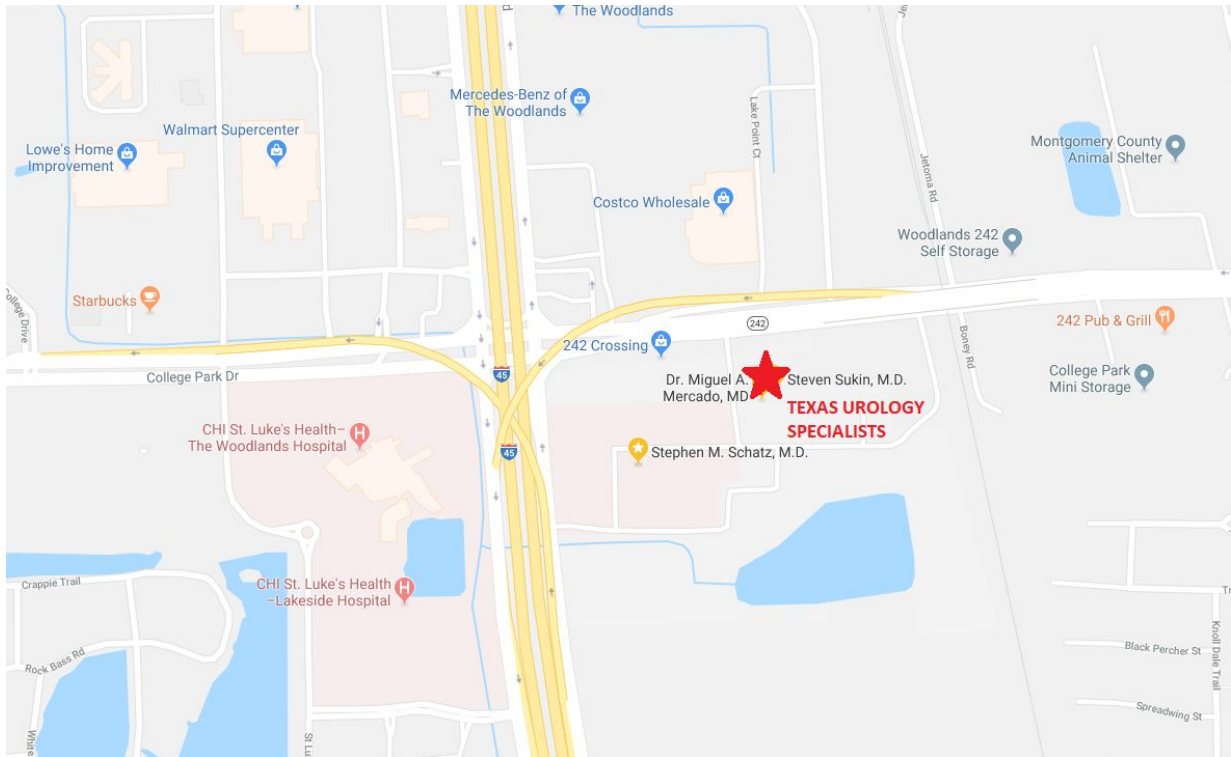 The Woodlands
Mercedes-Benz of
The Woodlands
Walmart Supercenter
Lowe's Home
Improvement
Lake Point Ct
Jetoma Rd
Montgomery County
Animal Shelter
Costco Wholesale
Woodlands 242
Self Storage
Starbucks
College Drive
242
242 Crossing
242 Pub & Grill
Boney Rd
College Park Dr
45
Dr. Miguel A.
Mercado, MD
Steven Sukin, M.D.
College Park
Mini Storage
TEXAS UROLOGY
SPECIALISTS
CHI St. Luke's Health–
The Woodlands Hospital
H
45
Stephen M. Schatz, M.D.
Crappie Trail
CHI St. Luke's Health
–Lakeside Hospital
H
Rock Bass Rd
Black Percher St
Knoll Dale Trail
Spreadwing St